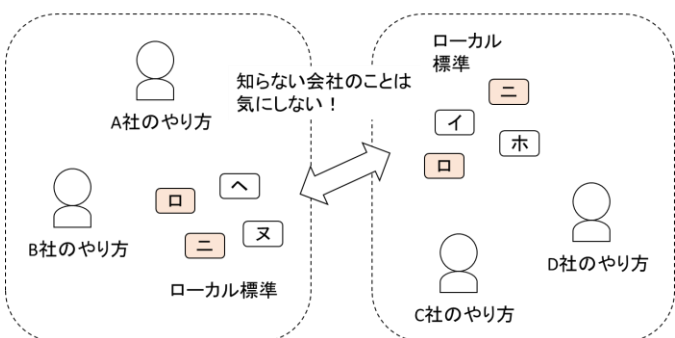 ローカル
標準
知らない会社のことは
気にしない！
A社のやり方
ニ
イ
ホ
ロ
ヘ
ロ
ニ
ヌ
B社のやり方
ローカル標準
D社のやり方
C社のやり方